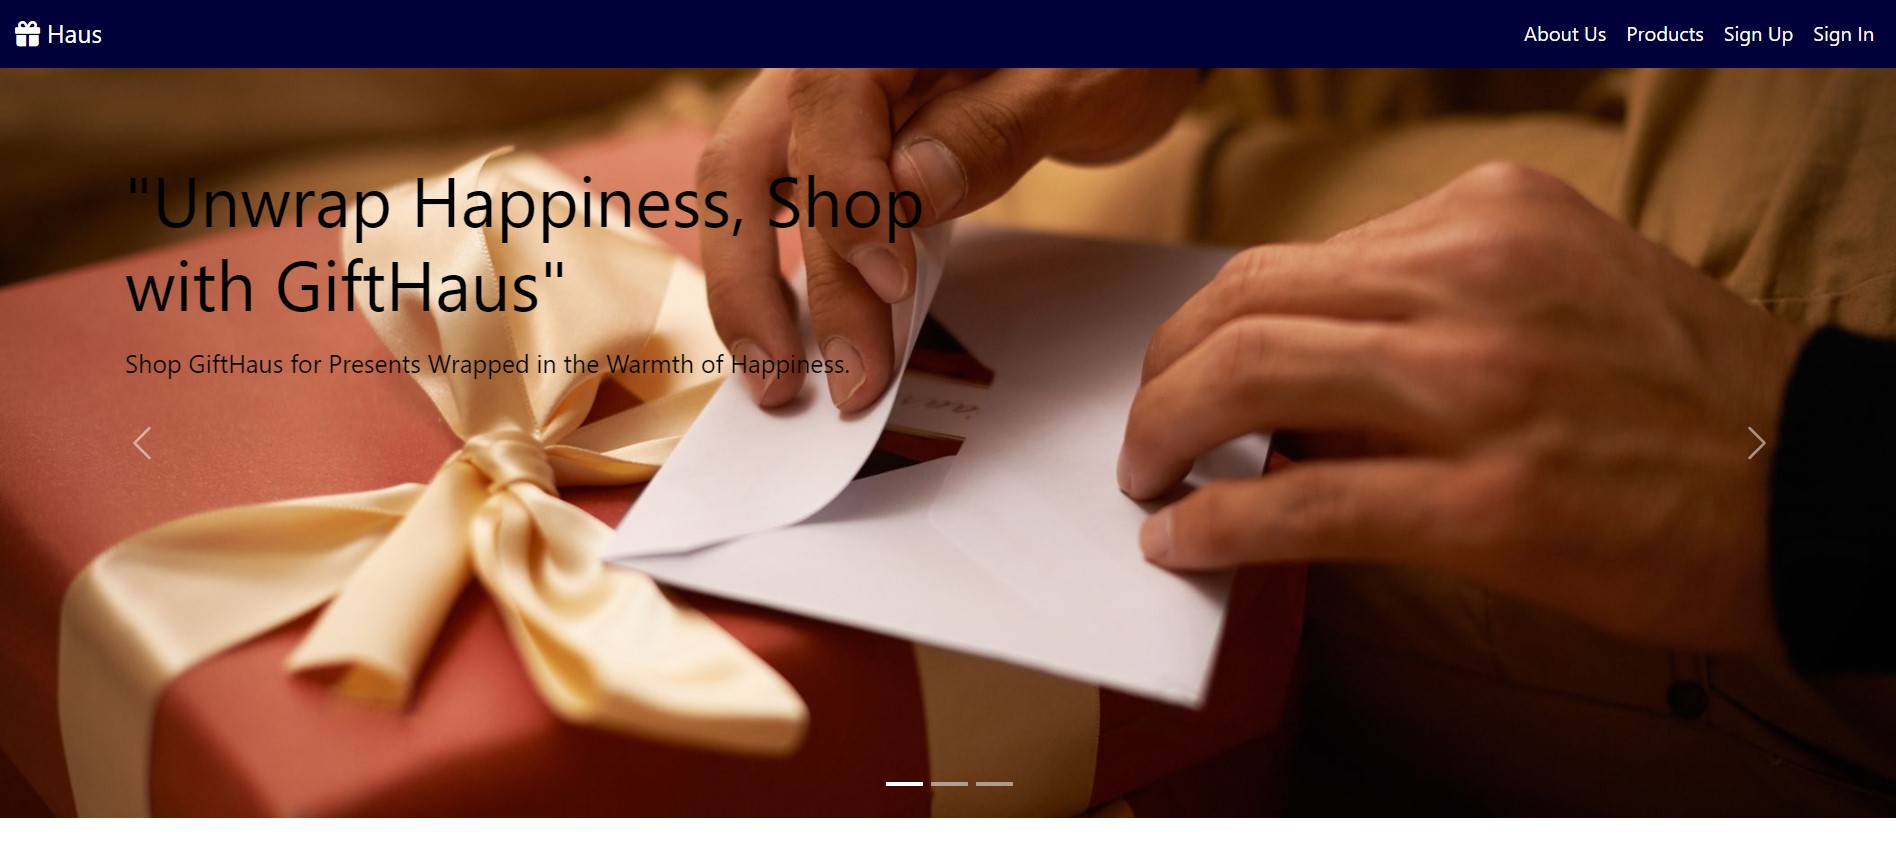 Haus
About Us Products Sign Up Sign In
"Unwrap Happiness, Shop
with GiftHaus"
Shop GiftHaus for Presents Wrapped in the Warmth of Happiness.